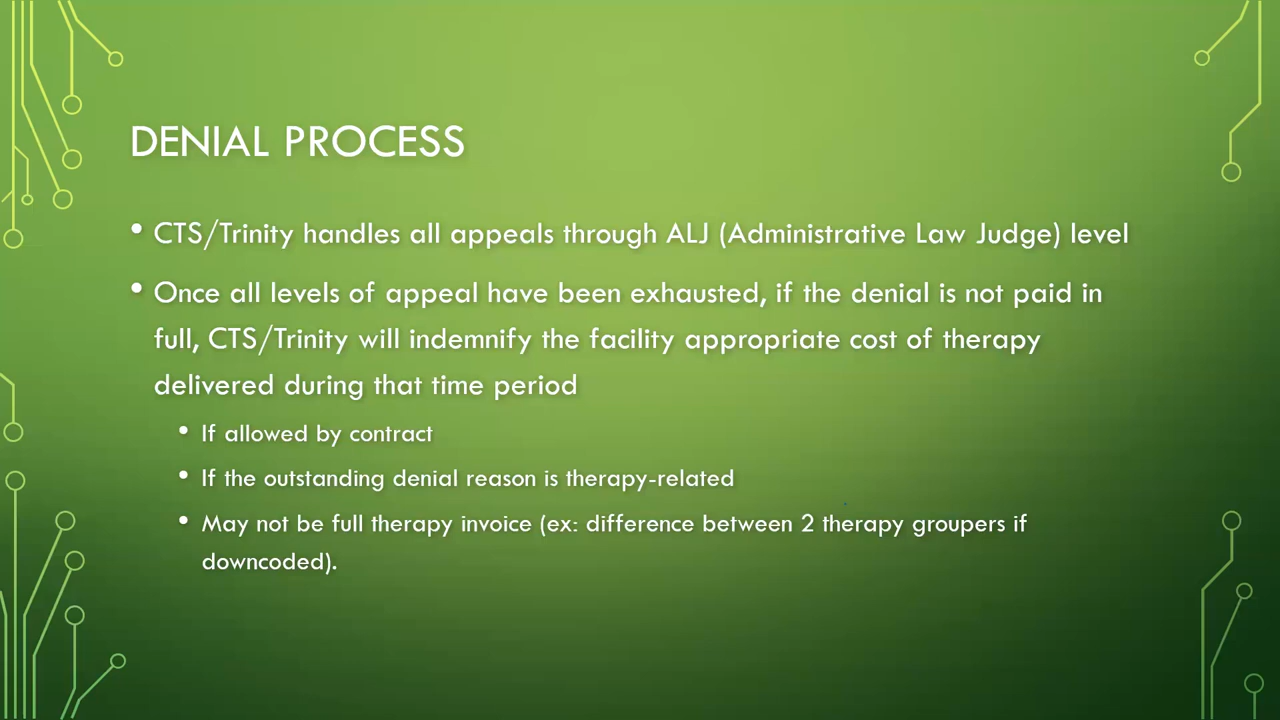 DENIAL PROCESS
• CTS/Trinity handles all appeals through ALJ (Administrative Law Judge) level
• Once all levels of appeal have been exhausted, if the denial is not paid in
full, CTS/Trinity will indemnify the facility appropriate cost of therapy
delivered during that time period
• If allowed by contract
• If the outstanding denial reason is therapy-related
• May not be full therapy invoice (ex: difference between 2 therapy groupers if
downcoded).